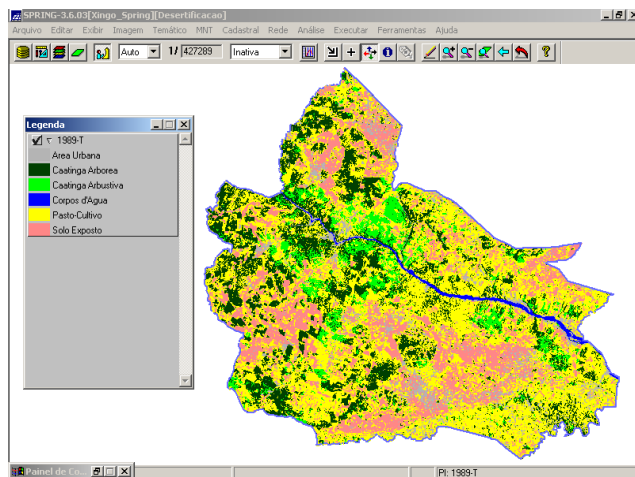 SPRING-3.6.03[Xingo_Spring][Desertificacao]
Arquivo Editar Exibir Imagem Temático MNT Cadastral Rede Análise Executar Ferramentas Ajuda
Auto 1/ 427289 Inativa
Legenda
1989-T
Area Urbana
Caatinga Arborea
Caatinga Arbustiva
Corpos d'Agua
Pasto-Cultivo
Solo Exposto
Painel de Co...
PI: 1989-T